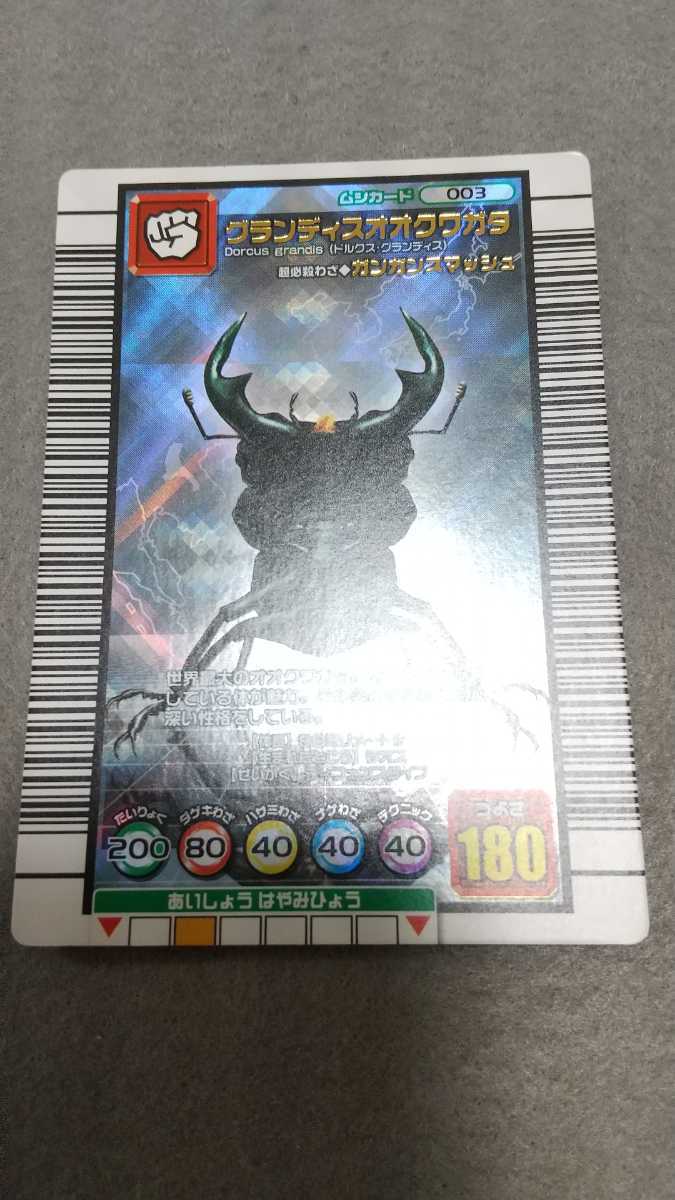 ムシカード 003
グランディスオオクワガタ
Dorcus grandis (ドルクス・グランディス)
超必殺わざ◆ガンガンスマッシュ
世界最大のオオクワガ
している体が魅力。
深い性格をしている。
たいりょく ダゲキわざ ハサミわざ ナゲわざ テクニック つよさ
200 80 40 40 40 180
あいしょう はやみひょう